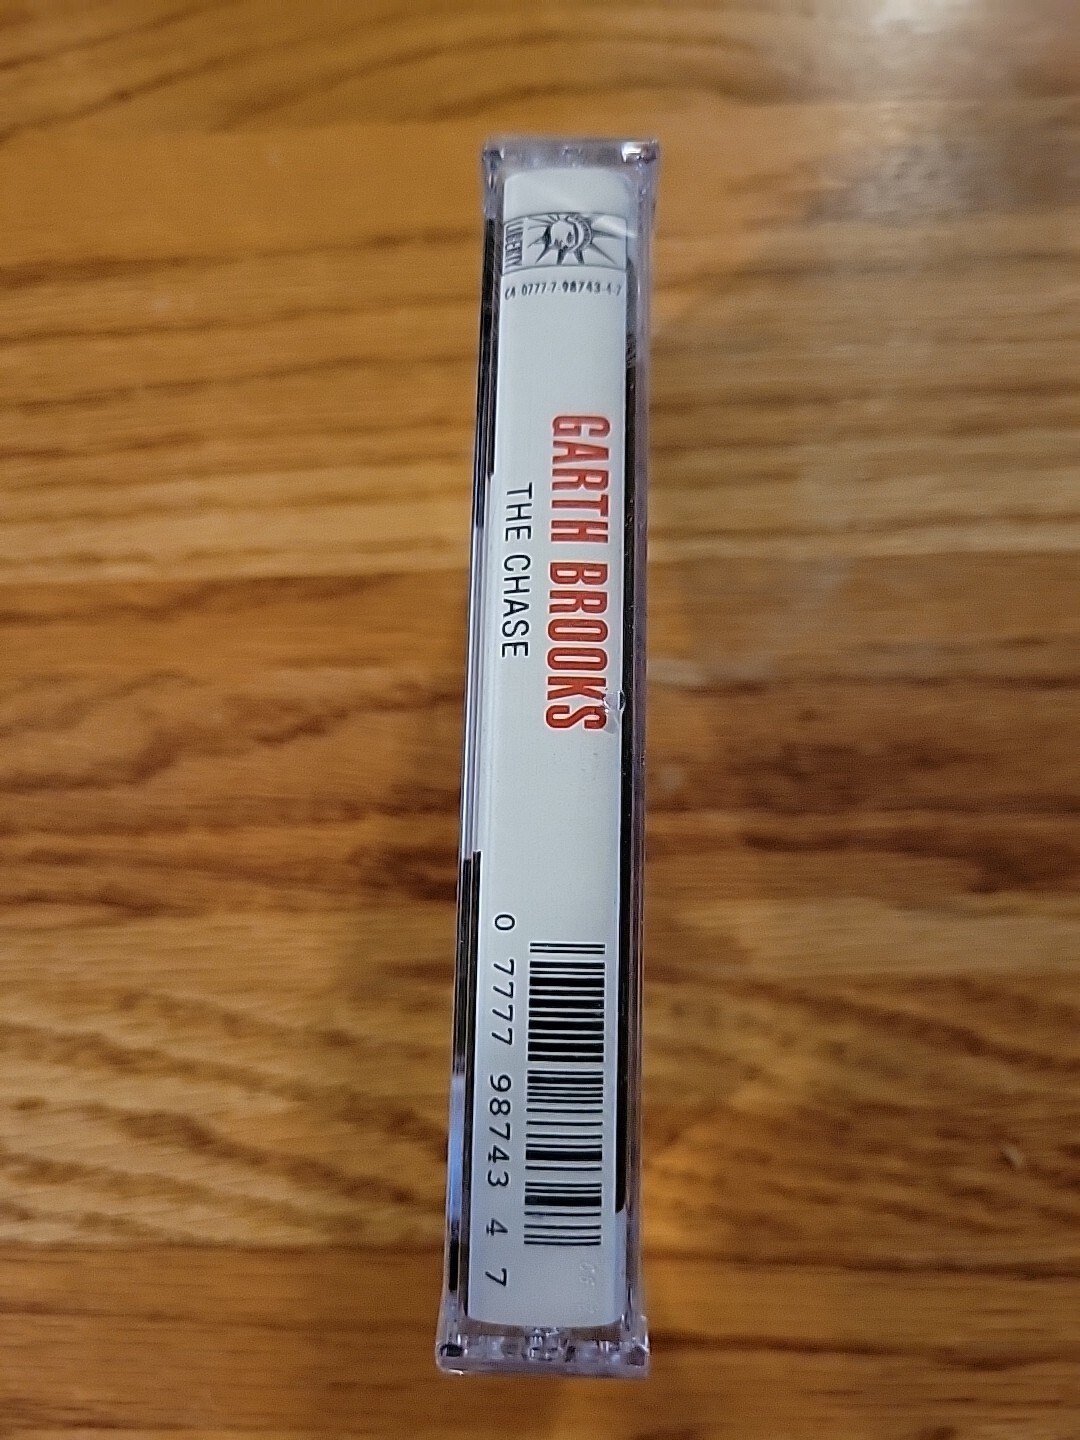 LIBERTY
C4-0777-7-98743-4-7
GARTH BROOKS
THE CHASE
0 7777 98743 4 7